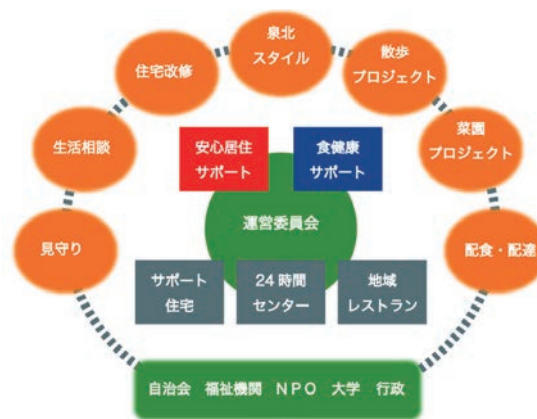 泉北
スタイル
散歩
プロジェクト
住宅改修
菜園
プロジェクト
生活相談
安心居住
サポート
食健康
サポート
運営委員会
見守り
配食・配達
サポート
住宅
24時間
センター
地域
レストラン
自治会 福祉機関 NPO 大学 行政